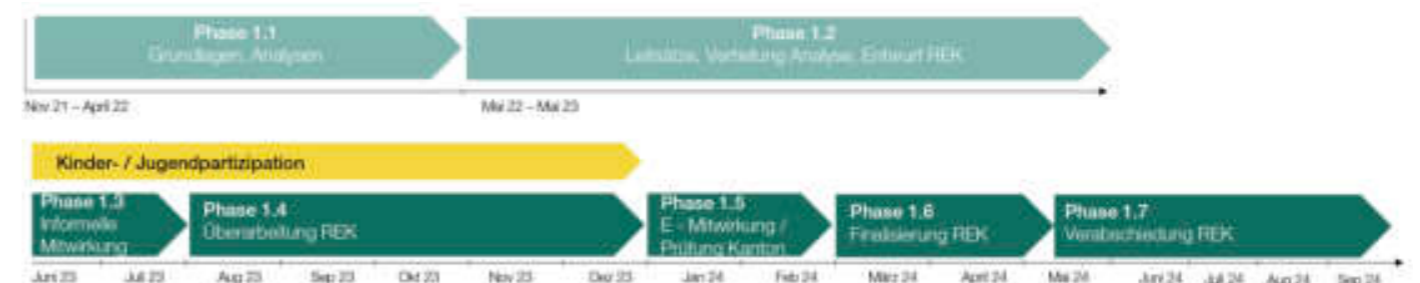 Phase 1.1
Grundlagen, Analysen
Phase 1.2
Leitsätze, Vertiefung Analyse, Entwurf REK
Nov 21 – April 22
Mai 22 – Mai 23
Kinder- / Jugendpartizipation
Phase 1.3
Informelle
Mitwirkung
Phase 1.4
Überarbeitung REK
Phase 1.5
E - Mitwirkung /
Prüfung Kanton
Phase 1.6
Finalisierung REK
Phase 1.7
Verabschiedung REK
Juni 23 Juli 23 Aug 23 Sep 23 Okt 23 Nov 23 Dez 23 Jan 24 Feb 24 März 24 April 24 Mai 24 Juni 24 Juli 24 Aug 24 Sep 24